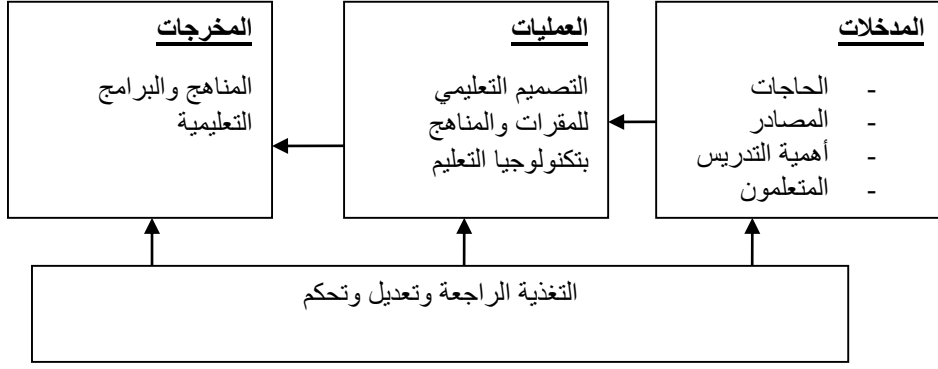 المدخلات
- الحاجات
- المصادر
- أهمية التدريس
- المتعلمون
العمليات
التصميم التعليمي
للمقرات والمناهج
بتكنولوجيا التعليم
المخرجات
المناهج والبرامج
التعليمية
التغذية الراجعة وتعديل وتحكم